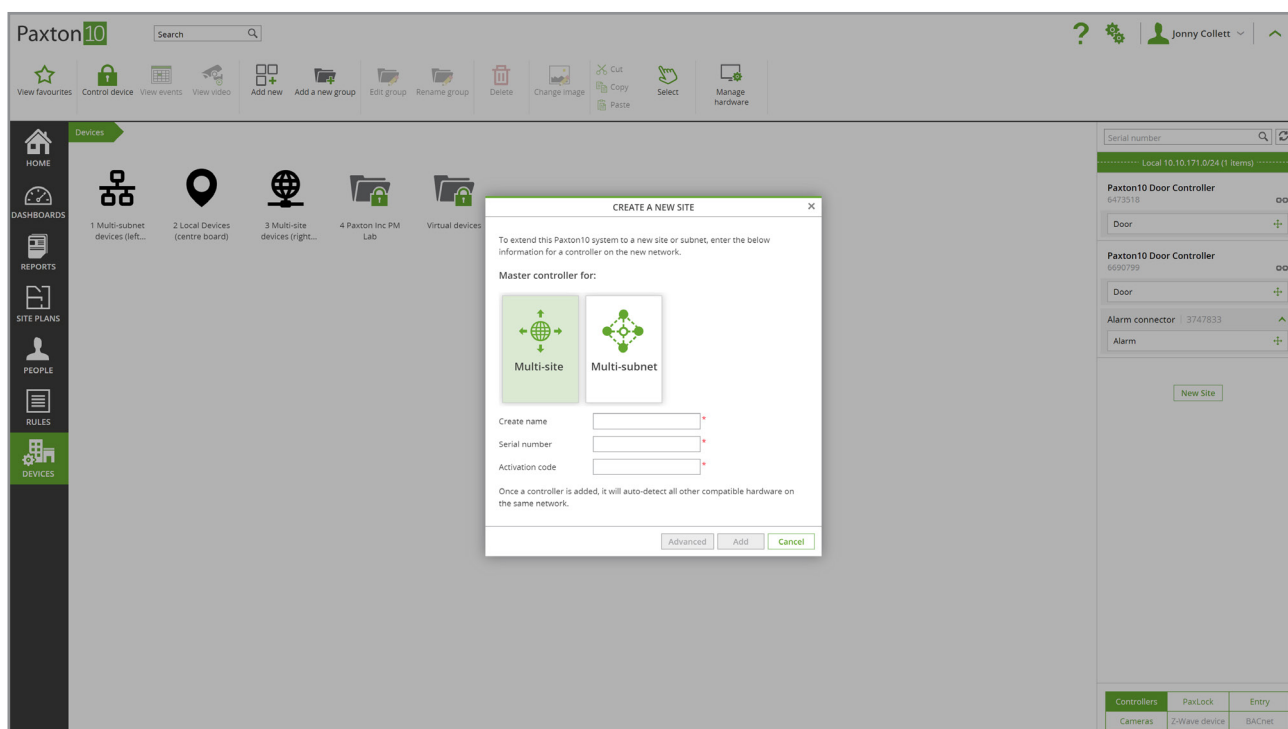 Paxton10
Search
Jonny Collett
View favourites
Control device
View events
View video
Add new
Add a new group
Edit group
Rename group
Delete
Change image
Cut
Copy
Paste
Select
Manage
hardware
HOME
DASHBOARDS
REPORTS
SITE PLANS
PEOPLE
RULES
DEVICES
Devices
1 Multi-subnet
devices (left...
2 Local Devices
(centre board)
3 Multi-site
devices (right...
4 Paxton Inc PM
Lab
Virtual devices
CREATE A NEW SITE
To extend this Paxton10 system to a new site or subnet, enter the below
information for a controller on the new network.
Master controller for:
Multi-site
Multi-subnet
Create name
*
Serial number
*
Activation code
*
Once a controller is added, it will auto-detect all other compatible hardware on
the same network.
Advanced
Add
Cancel
Serial number
Local 10.10.171.0/24 (1 items)
Paxton10 Door Controller
6473518
Door
Paxton10 Door Controller
6690799
Door
Alarm connector 3747833
Alarm
New Site
Controllers
PaxLock
Entry
Cameras
Z-Wave device
BACnet